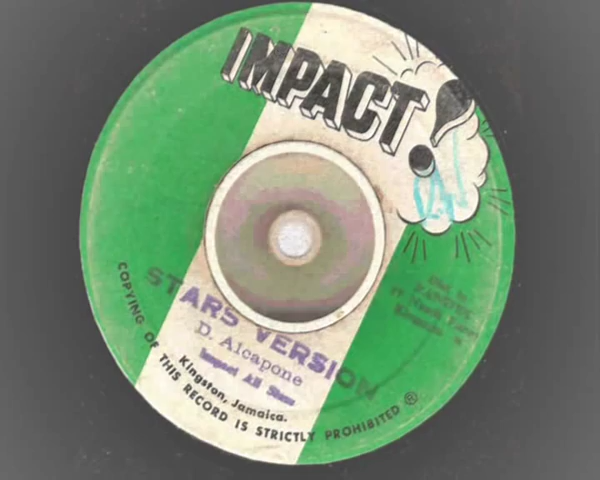 IMPACT!
STARS VERSION
D. Alcapone
Impact All Stars
Kingston, Jamaica.
COPYING OF THIS RECORD IS STRICTLY PROHIBITED ®